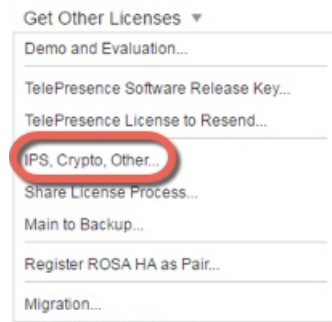 Get Other Licenses ▼
Demo and Evaluation...
TelePresence Software Release Key...
TelePresence License to Resend...
IPS, Crypto, Other...
Share License Process...
Main to Backup...
Register ROSA HA as Pair...
Migration...